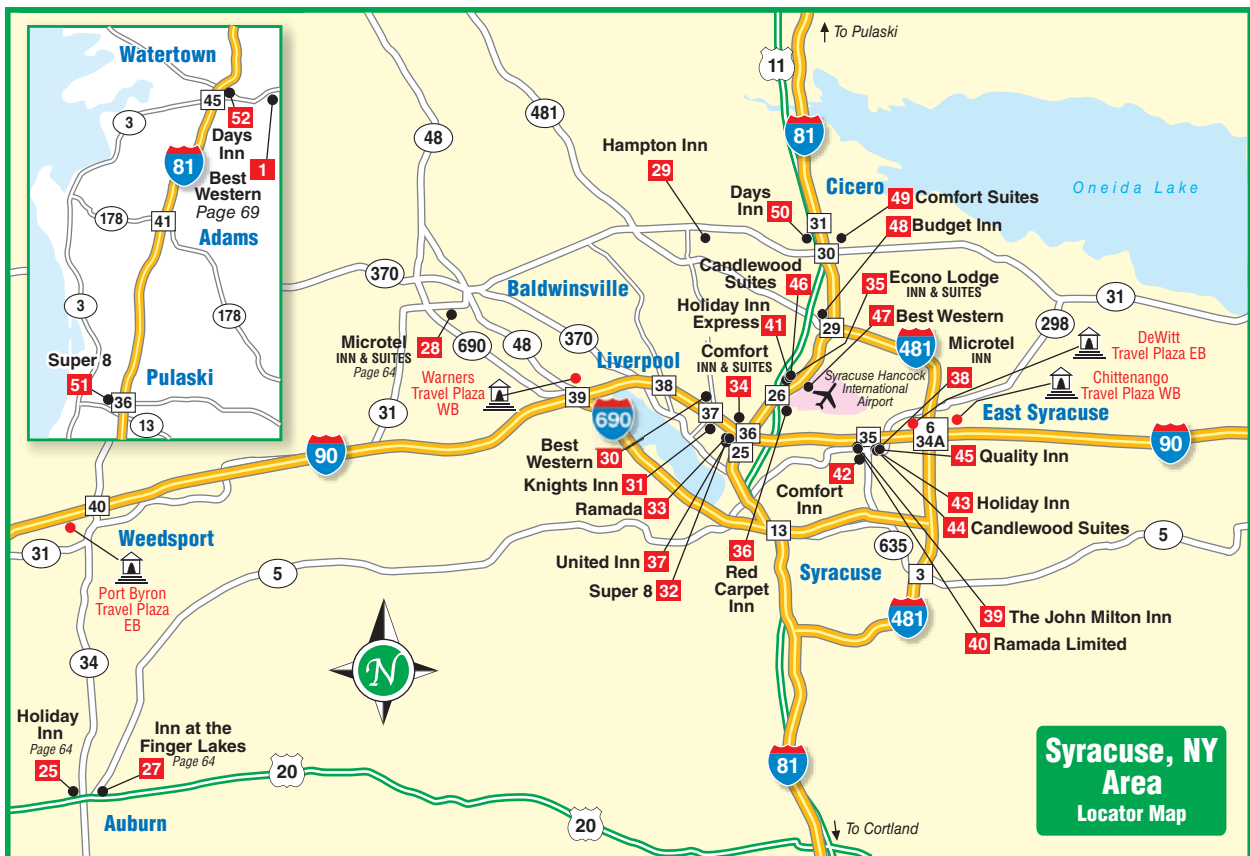 Watertown
45
3
52
Days
Inn
1
81
Best
Western
Page 69
178
41
Adams
3
178
Super 8
51
Pulaski
36
13
To Pulaski
11
481
48
81
Hampton Inn
29
Cicero
Oneida Lake
Days
Inn 50
31
49 Comfort Suites
48 Budget Inn
30
370
Baldwinsville
Candlewood
Suites
46
35 Econo Lodge
INN & SUITES
31
Holiday Inn
Express
41
47 Best Western
298
29
481
Microtel
INN & SUITES
Page 64
28
690
48
370
Liverpool
Comfort
INN & SUITES
34
Microtel
INN
38
DeWitt
Travel Plaza EB
Warners
Travel Plaza
WB
38
39
Syracuse Hancock
International
Airport
26
Chittenango
Travel Plaza WB
31
690
37
East Syracuse
36
25
35
6
34A
90
90
Best
Western 30
Knights Inn 31
Ramada 33
42
Comfort
Inn
45 Quality Inn
43 Holiday Inn
44 Candlewood Suites
40
Weedsport
31
13
5
United Inn 37
Super 8 32
36
Red
Carpet
Inn
Syracuse
635
3
5
Port Byron
Travel Plaza
EB
481
39 The John Milton Inn
40 Ramada Limited
34
N
Holiday
Inn
Page 64
25
Inn at the
Finger Lakes
Page 64
27
20
81
Auburn
20
To Cortland
Syracuse, NY
Area
Locator Map